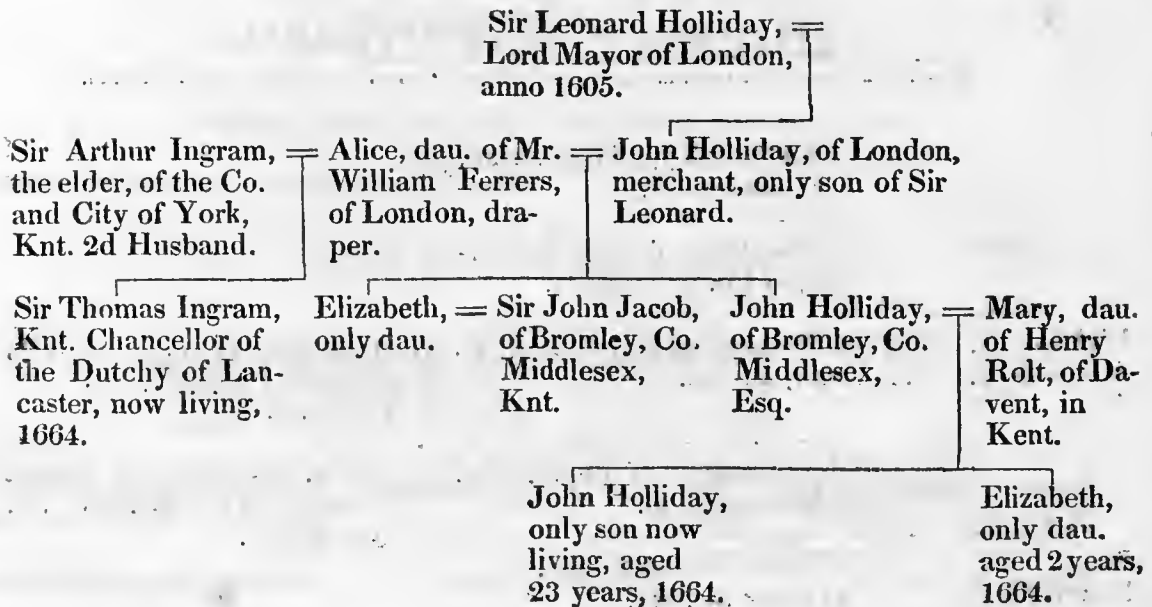 Sir Leonard Holliday, =
Lord Mayor of London,
anno 1605.
Sir Arthur Ingram, =
the elder, of the Co.
and City of York,
Knt. 2d Husband.
Alice, dau. of Mr. =
William Ferrers,
of London, dra-
per.
John Holliday, of London,
merchant, only son of Sir
Leonard.
Sir Thomas Ingram,
Knt. Chancellor of
the Dutchy of Lan-
caster, now living,
1664.
Elizabeth, =
only dau.
Sir John Jacob,
of Bromley, Co.
Middlesex,
Knt.
John Holliday, =
of Bromley, Co.
Middlesex,
Esq.
Mary, dau.
of Henry
Rolt, of Da-
vent, in
Kent.
John Holliday,
only son now
living, aged
23 years, 1664.
Elizabeth,
only dau.
aged 2 years,
1664.